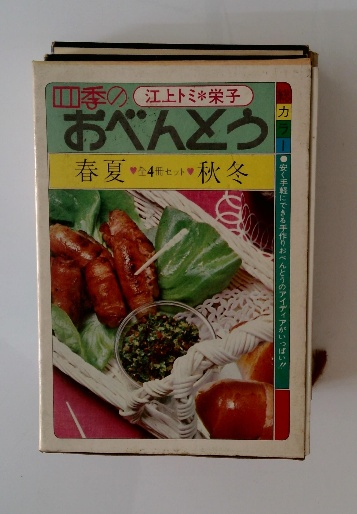 四季の
江上トミ*栄子
おべんとう
春夏♥全4冊セット♥秋冬
カラー
●安く手軽にできる手作りおべんとうのアイディアがいっぱい!!